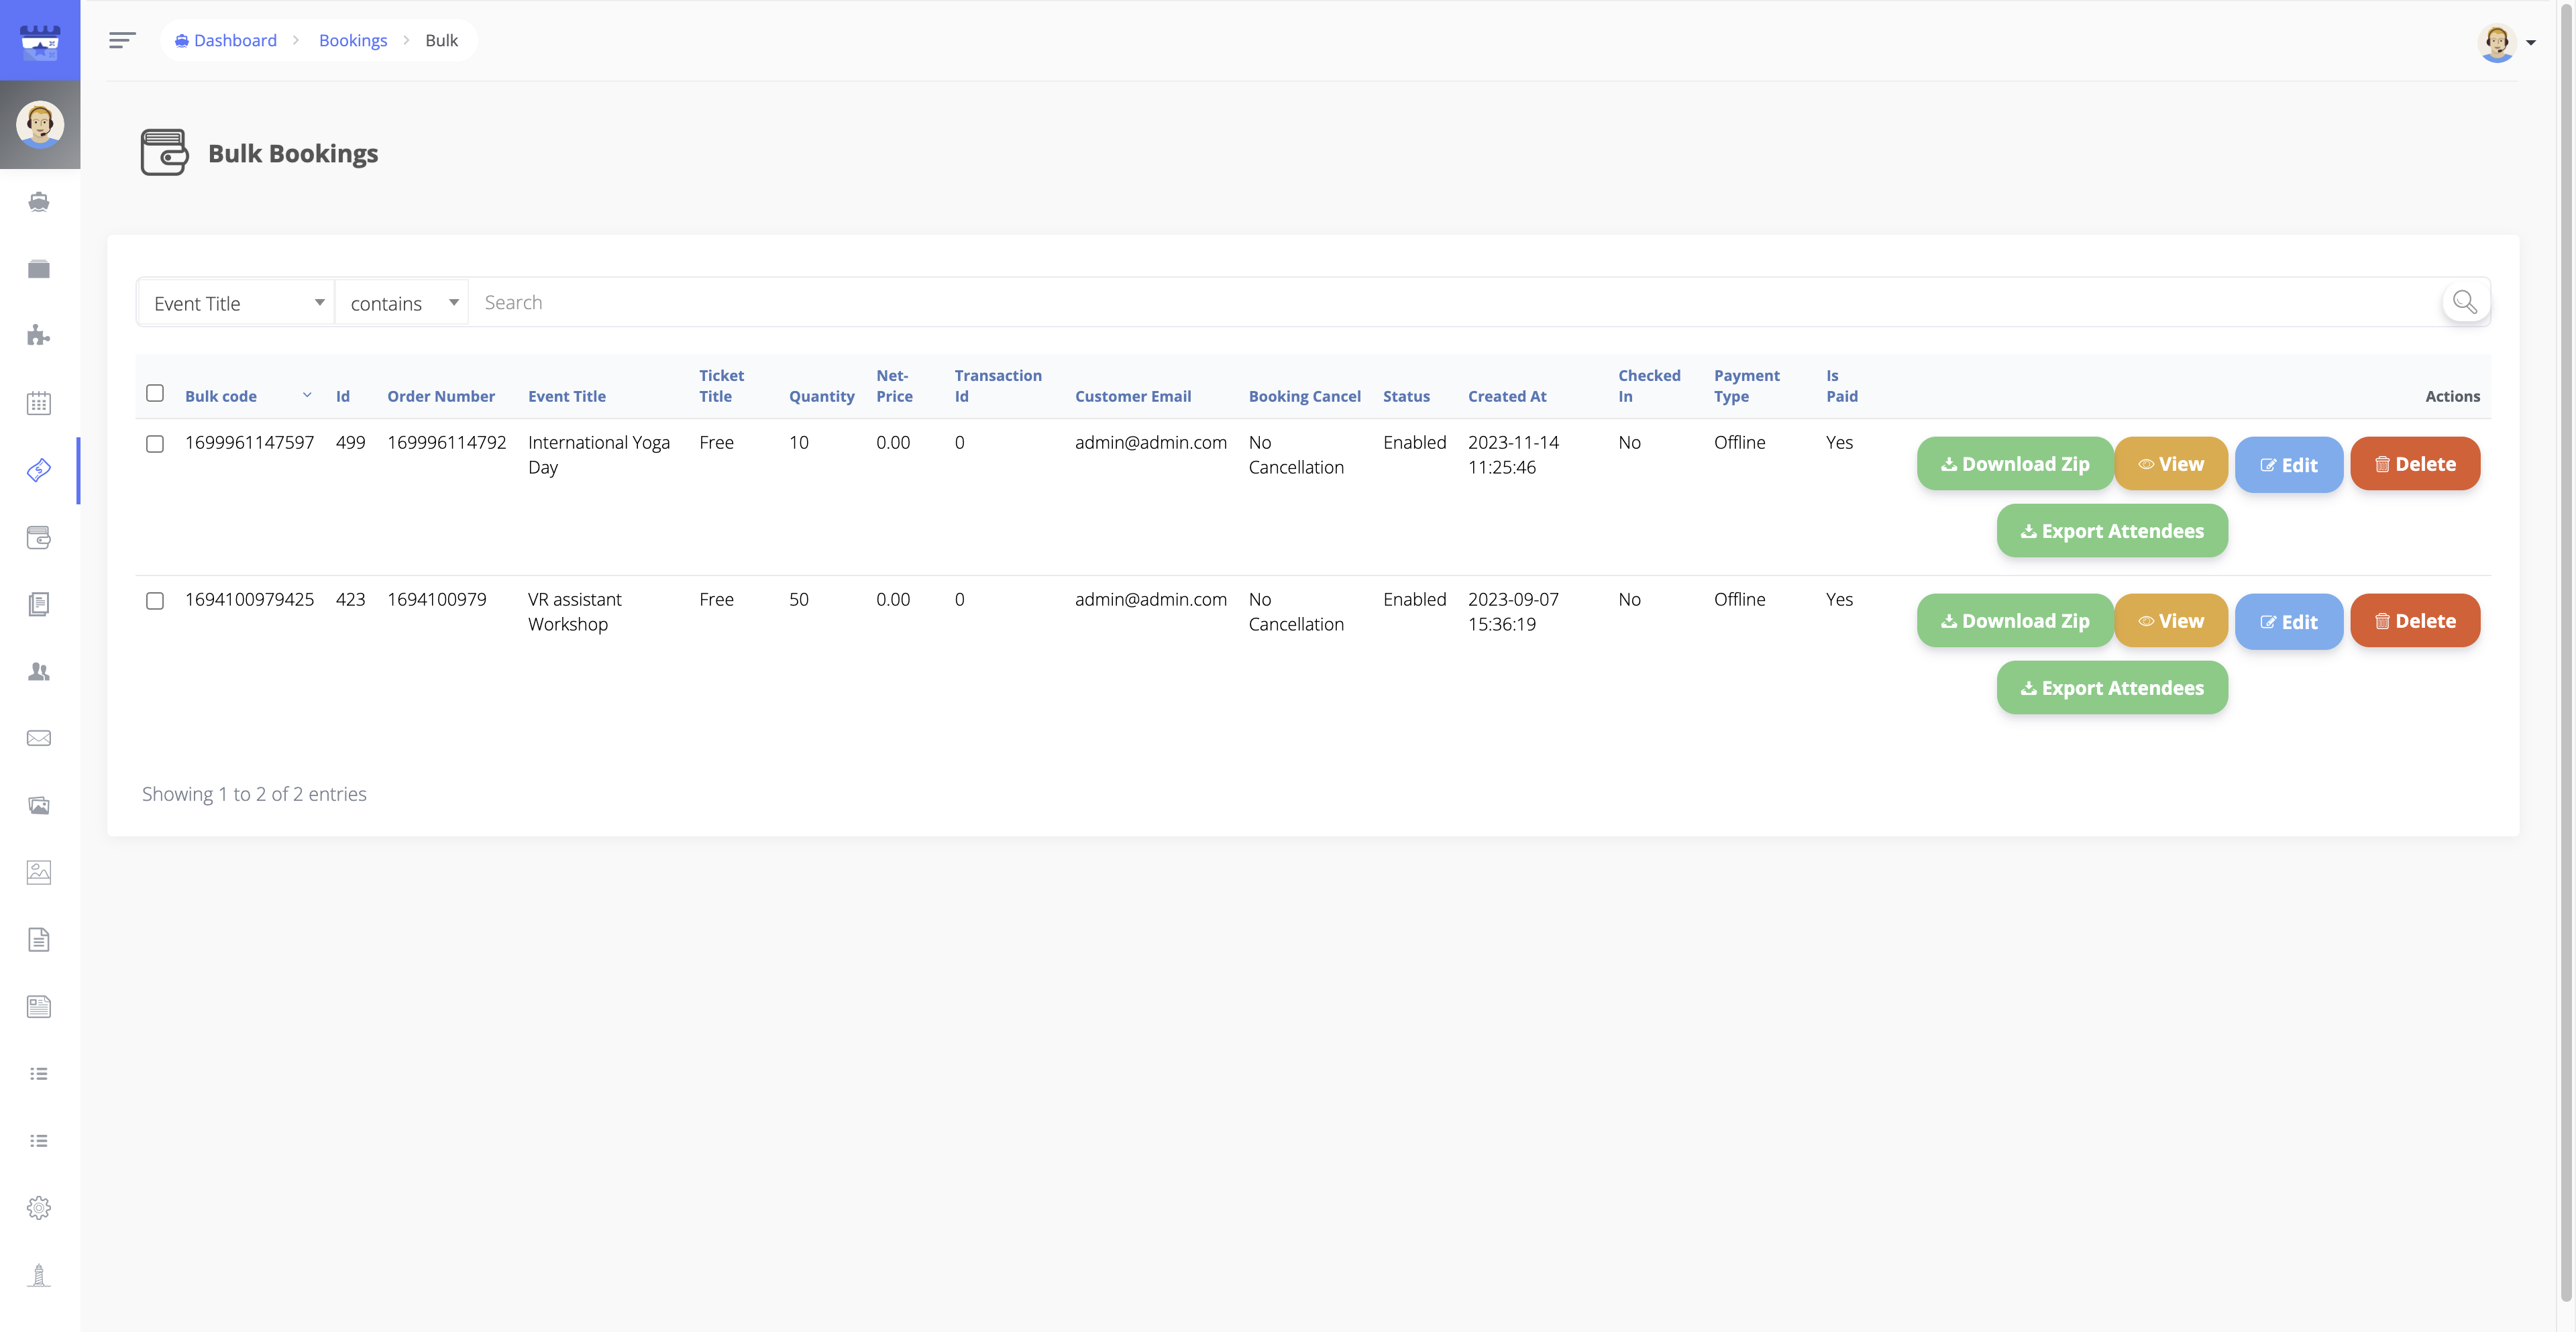 Dashboard > Bookings > Bulk
Bulk Bookings
Event Title contains Search
Bulk code Id Order Number Event Title Ticket Title Quantity Net-Price Transaction Id Customer Email Booking Cancel Status Created At Checked In Payment Type Is Paid Actions
1699961147597 499 169996114792 International Yoga Free 10 0.00 0 admin@admin.com No Enabled 2023-11-14 No Offline Yes Download Zip View Edit Delete
Day Cancellation 11:25:46
Export Attendees
1694100979425 423 1694100979 VR assistant Free 50 0.00 0 admin@admin.com No Enabled 2023-09-07 No Offline Yes Download Zip View Edit Delete
Workshop Cancellation 15:36:19
Export Attendees
Showing 1 to 2 of 2 entries